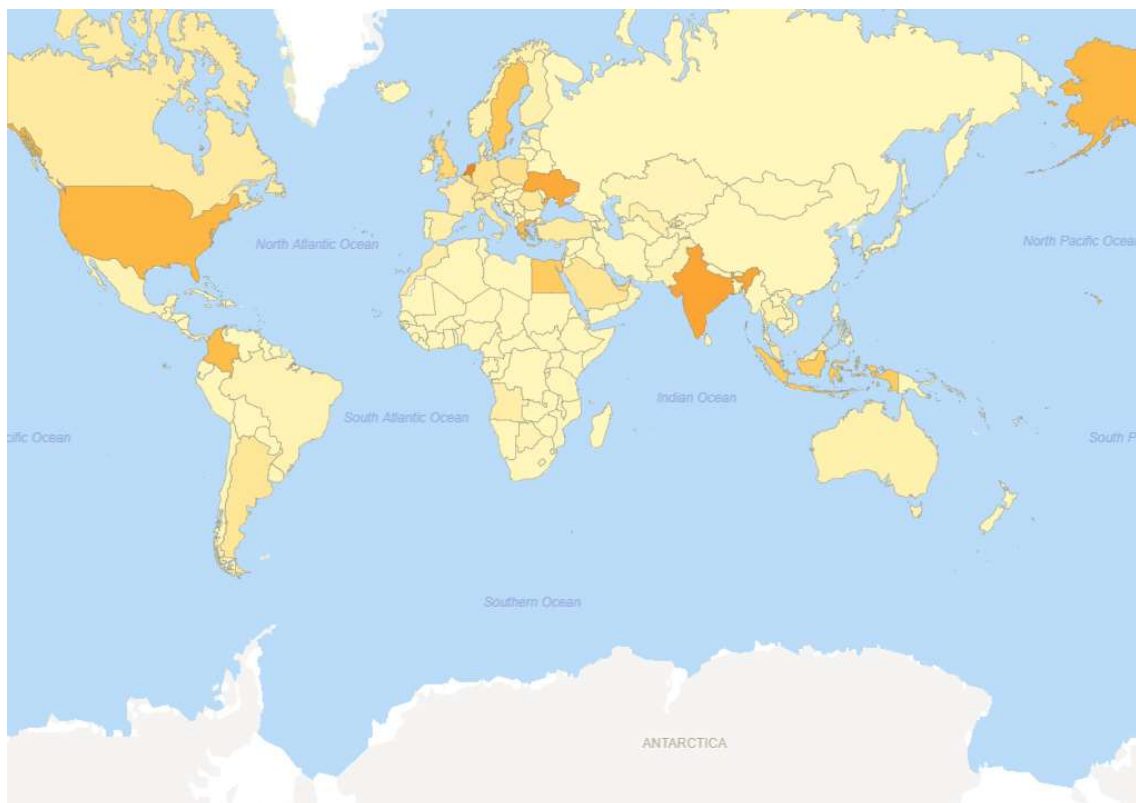 North Atlantic Ocean
North Pacific Ocea
Indian Ocean
South Atlantic Ocean
cific Ocean
South P
Southern Ocean
ANTARCTICA